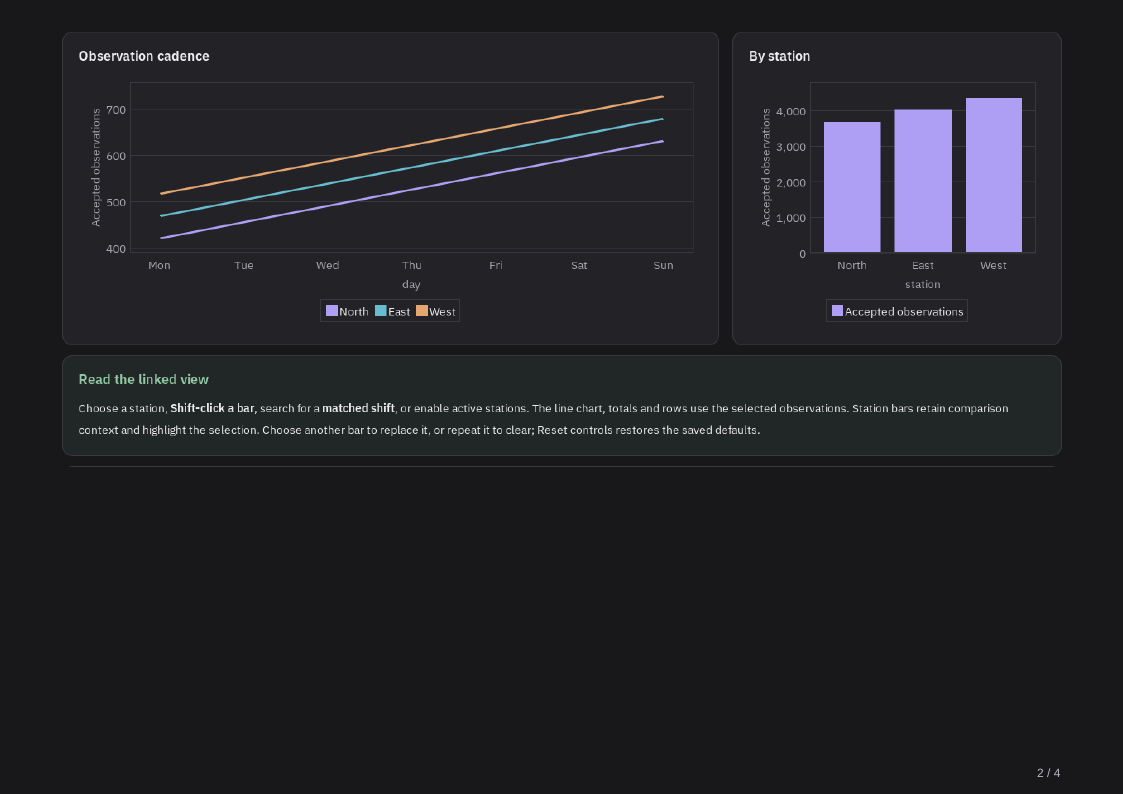 Observation cadence
Accepted observations
700
600
500
400
Mon Tue Wed Thu Fri Sat Sun
day
North East West
By station
Accepted observations
4,000
3,000
2,000
1,000
0
North East West
station
Accepted observations
Read the linked view
Choose a station, Shift-click a bar, search for a matched shift, or enable active stations. The line chart, totals and rows use the selected observations. Station bars retain comparison
context and highlight the selection. Choose another bar to replace it, or repeat it to clear; Reset controls restores the saved defaults.
2 / 4